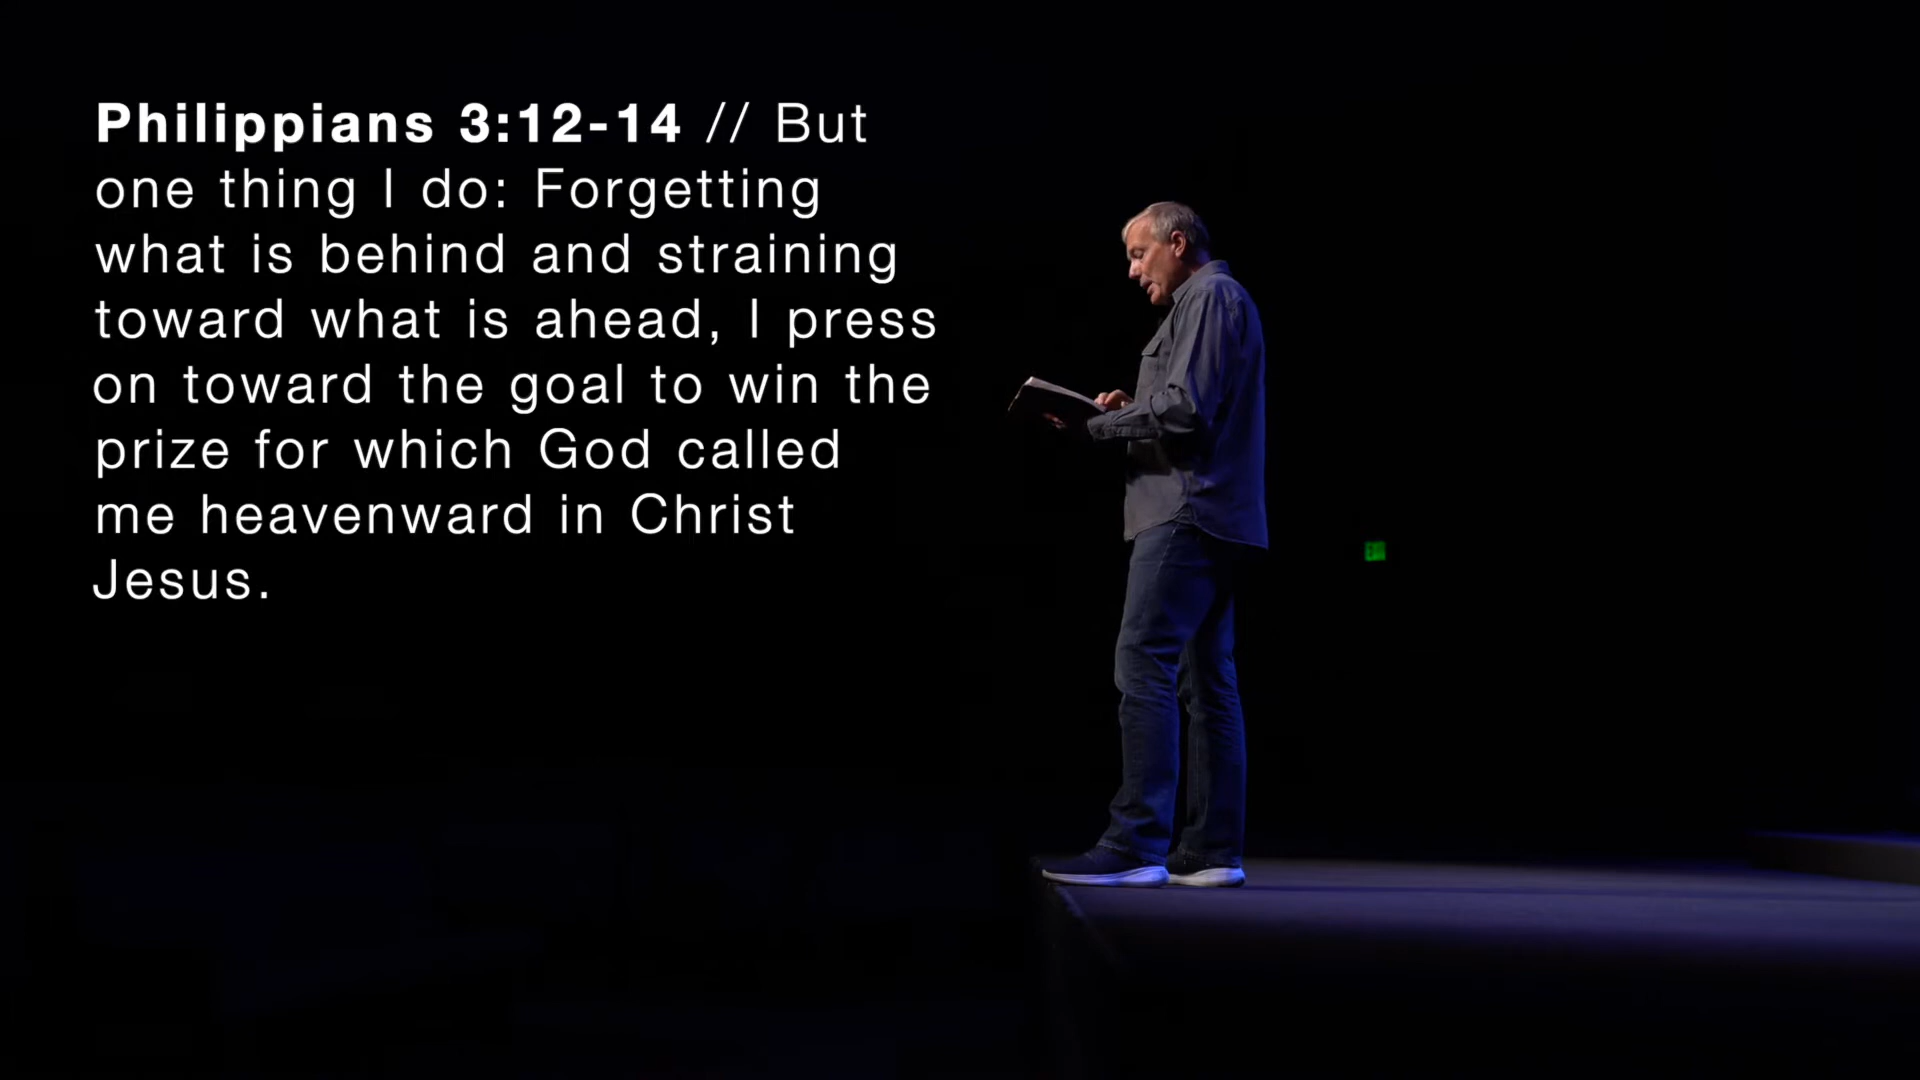 Philippians 3:12-14 // But
one thing I do: Forgetting
what is behind and straining
toward what is ahead, I press
on toward the goal to win the
prize for which God called
me heavenward in Christ
Jesus.
EXIT